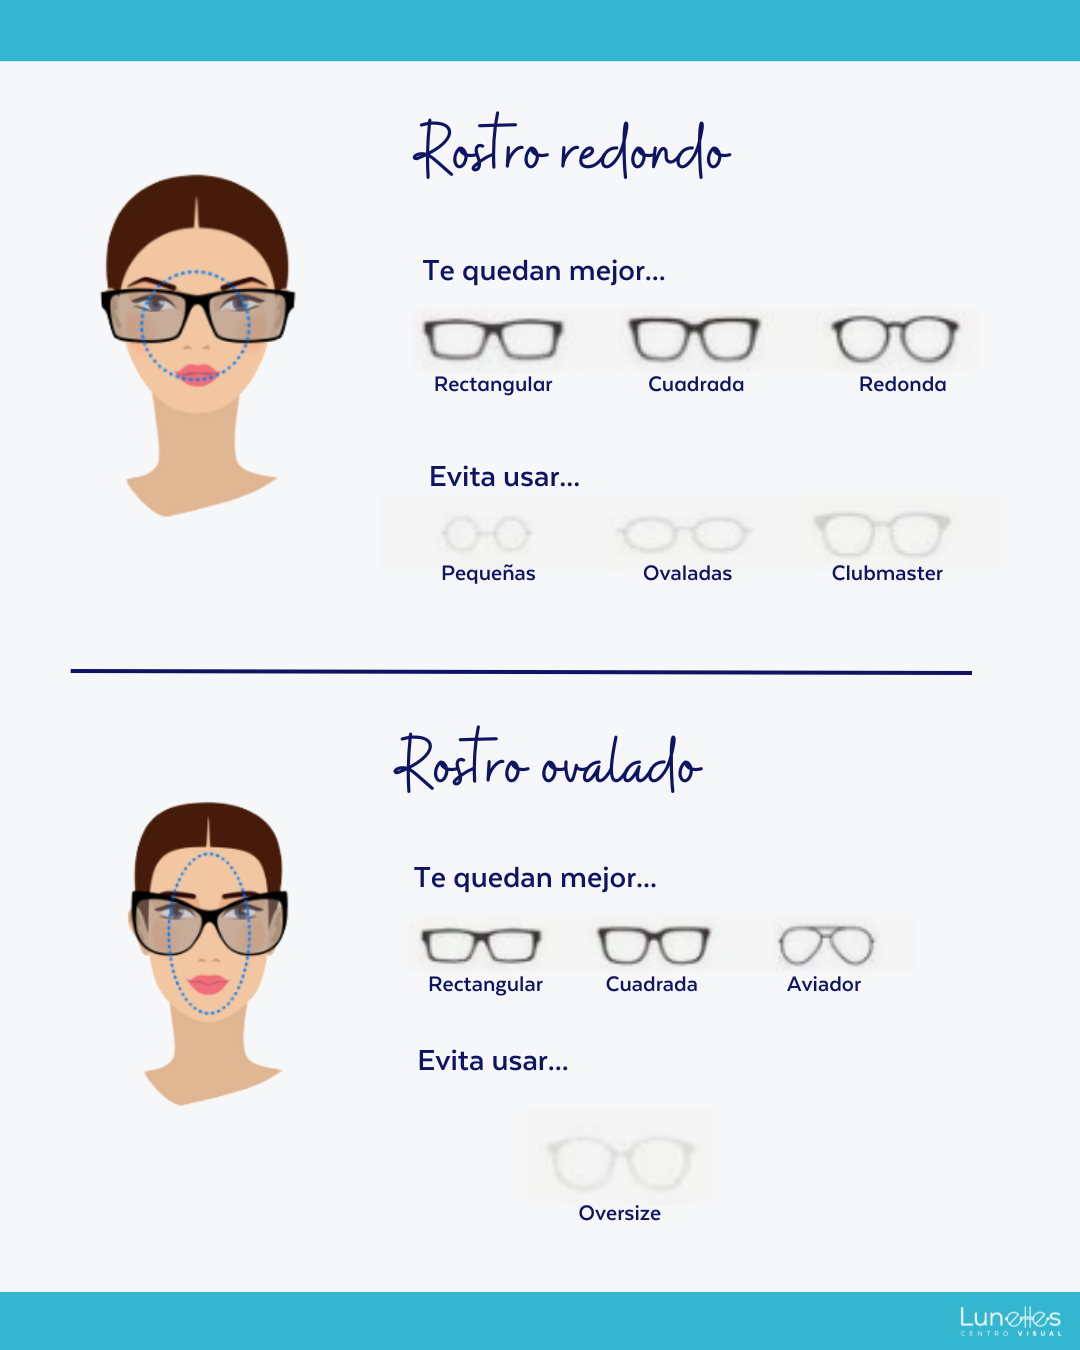 Rostro redondo
Te quedan mejor...
Rectangular
Cuadrada
Redonda
Evita usar...
Pequeñas
Ovaladas
Clubmaster
Rostro ovalado
Te quedan mejor...
Rectangular
Cuadrada
Aviador
Evita usar...
Oversize
Lunettes
CENTRO VISUAL